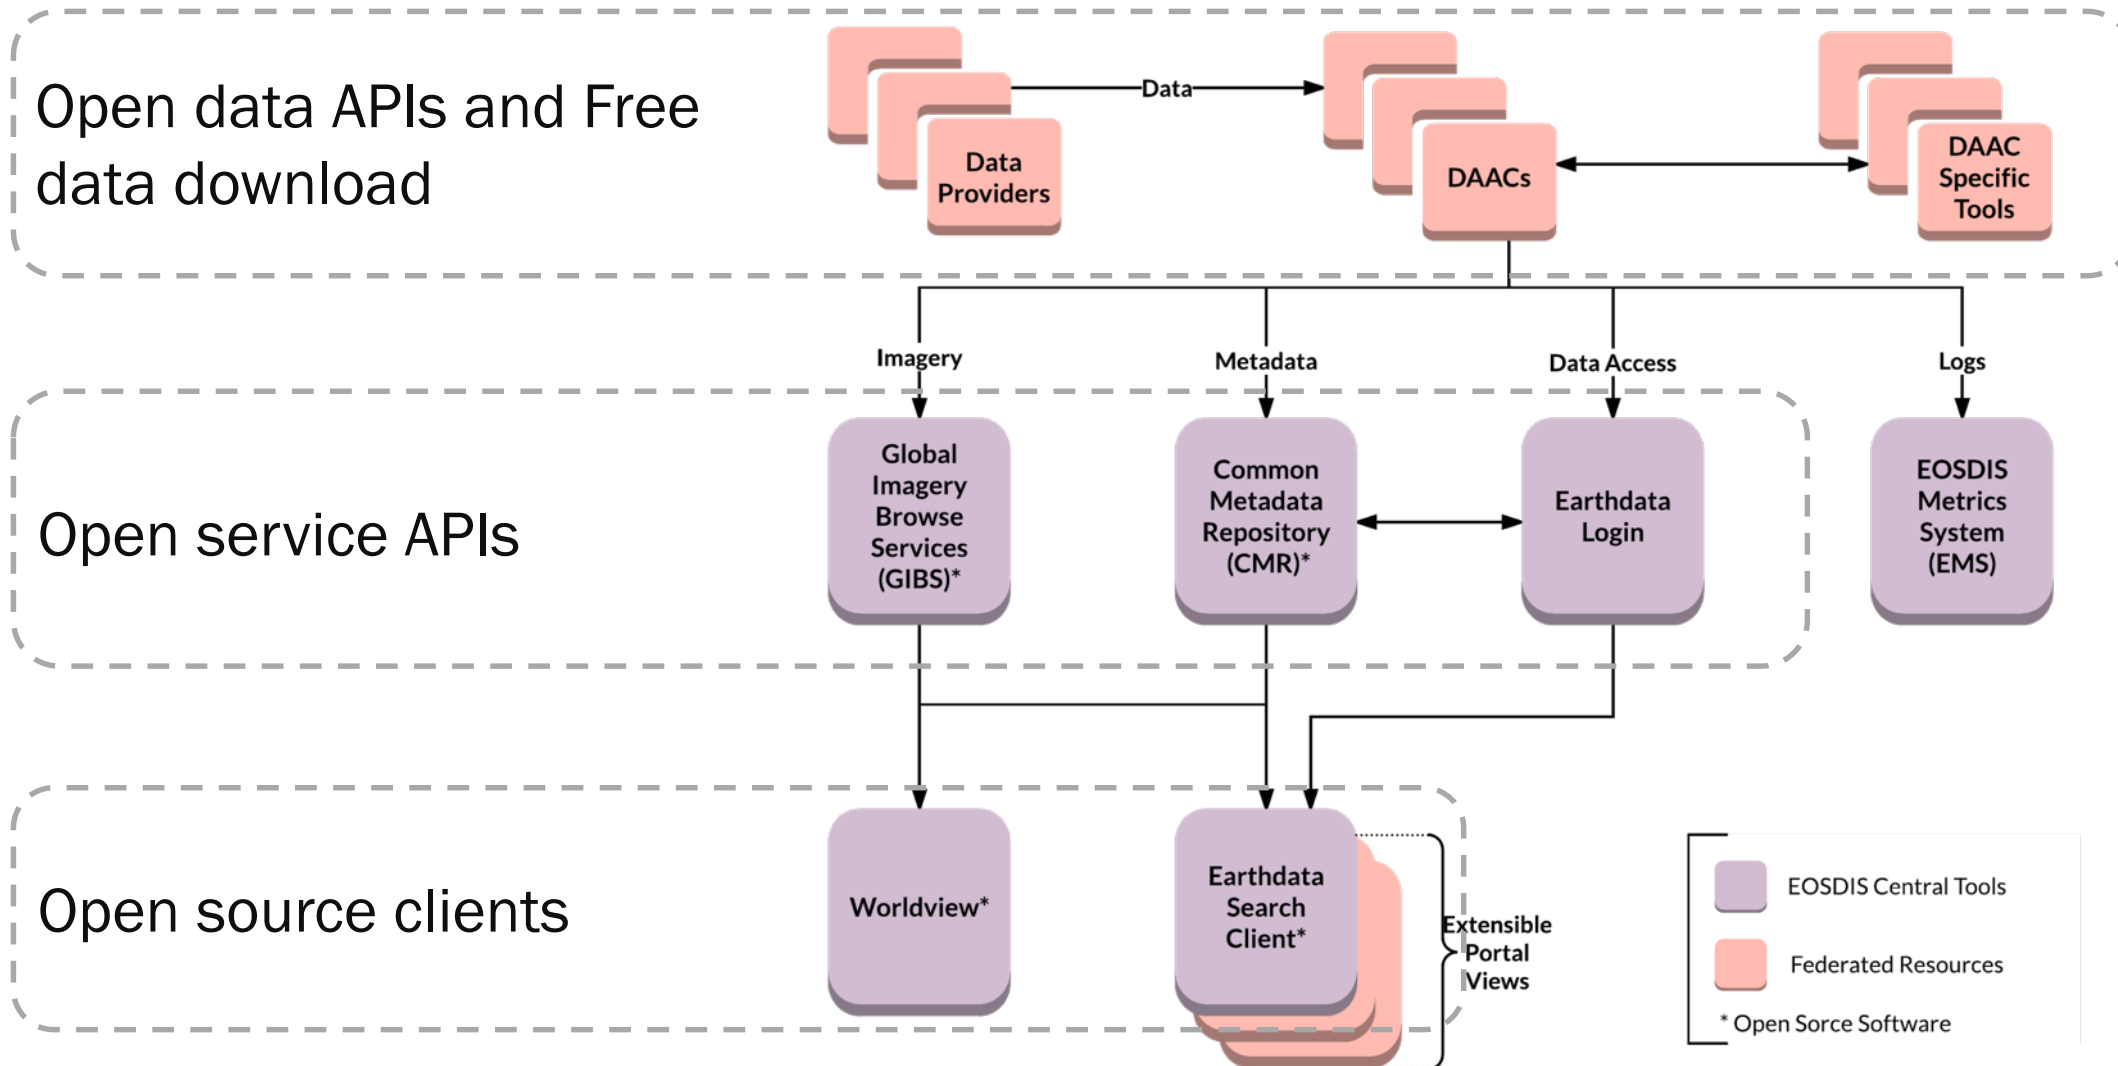 Open data APIs and Free
data download
Data
Data
Providers
DAACs
DAAC
Specific
Tools
Imagery
Metadata
Data Access
Logs
Open service APIs
Global
Imagery
Browse
Services
(GIBS)*
Common
Metadata
Repository
(CMR)*
Earthdata
Login
EOSDIS
Metrics
System
(EMS)
Open source clients
Worldview*
Earthdata
Search
Client*
Extensible
Portal
Views
EOSDIS Central Tools
Federated Resources
* Open Sorce Software